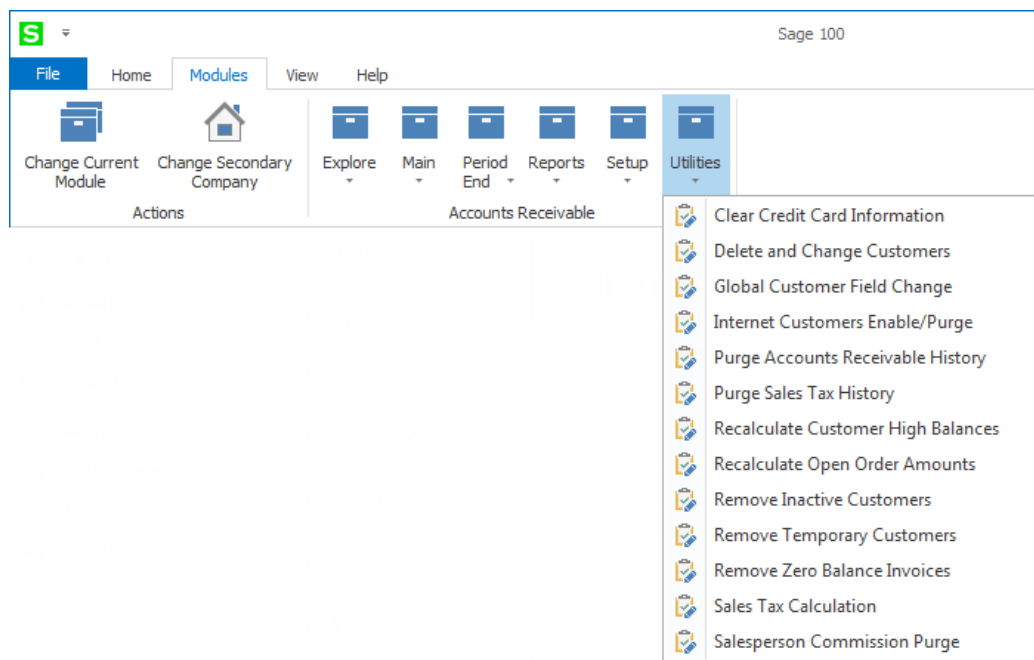 S
Sage 100
File Home Modules View Help
Change Current Module
Change Secondary Company
Explore
Main
Period End
Reports
Setup
Utilities
Actions
Accounts Receivable
Clear Credit Card Information
Delete and Change Customers
Global Customer Field Change
Internet Customers Enable/Purge
Purge Accounts Receivable History
Purge Sales Tax History
Recalculate Customer High Balances
Recalculate Open Order Amounts
Remove Inactive Customers
Remove Temporary Customers
Remove Zero Balance Invoices
Sales Tax Calculation
Salesperson Commission Purge